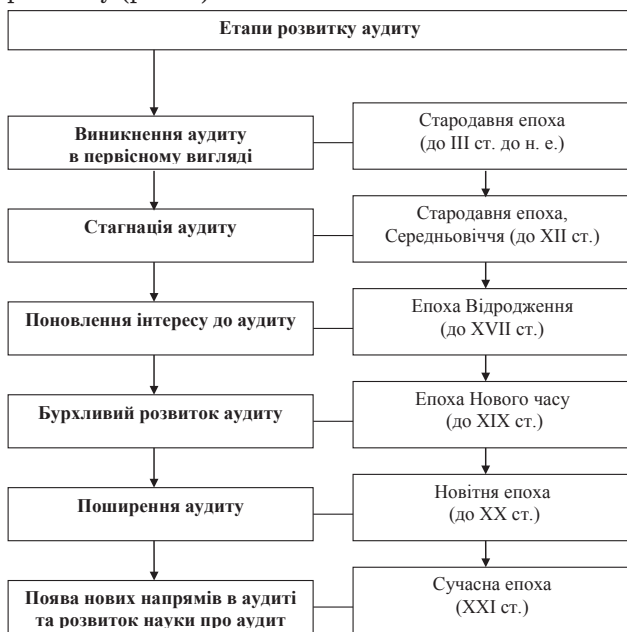 Етапи розвитку аудиту
Виникнення аудиту
в первісному вигляді
Стародавня епоха
(до III ст. до н. е.)
Стагнація аудиту
Стародавня епоха,
Середньовіччя (до XII ст.)
Поновлення інтересу до аудиту
Епоха Відродження
(до XVII ст.)
Бурхливий розвиток аудиту
Епоха Нового часу
(до XIX ст.)
Поширення аудиту
Новітня епоха
(до XX ст.)
Поява нових напрямів в аудиті
та розвиток науки про аудит
Сучасна епоха
(XXI ст.)